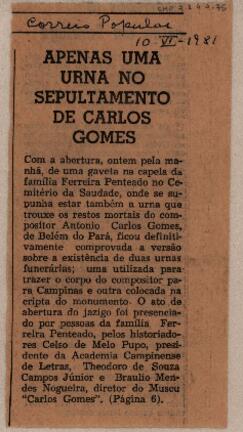 Correio Popular
10-VI-1981
APENAS UMA
URNA NO
SEPULTAMENTO
DE CARLOS
GOMES
Com a abertura, ontem pela ma-
nhã, de uma gaveta na capela da
família Ferreira Penteado no Ce-
mitério da Saudade, onde se su-
punha estar também a urna que
trouxe os restos mortais do com-
positor Antonio Carlos Gomes,
de Belém do Pará, ficou definiti-
vamente comprovada a versão
sobre a existência de duas urnas
funerárias; uma utilizada para
trazer o corpo do compositor pa-
ra Campinas e outra colocada na
cripta do monumento. O ato de
abertura do jazigo foi presencia-
do por pessoas da família Fer-
reira Penteado, pelos historiado-
res Celso de Melo Pupo, presi-
dente da Academia Campinense
de Letras, Theodoro de Souza
Campos Júnior e Braulio Men-
des Nogueira, diretor do Museu
"Carlos Gomes". (Página 6).